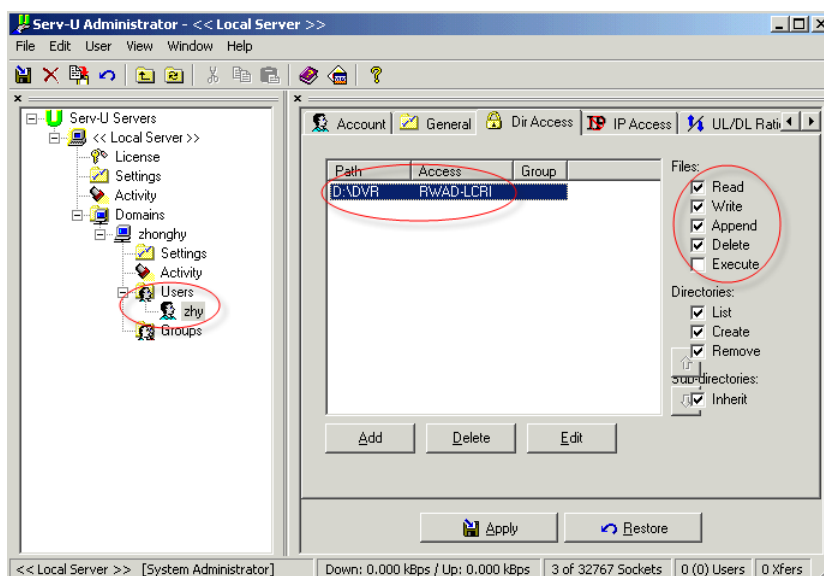 Serv-U Administrator - << Local Server >>
File Edit User View Window Help
Serv-U Servers
<< Local Server >>
License
Settings
Activity
Domains
zhonghy
Settings
Activity
Users
zhy
Groups
Account General Dir Access IP Access UL/DL Rati
Path Access Group
D:\DVR RWAD-LCRI
Files:
Read
Write
Append
Delete
Execute
Directories:
List
Create
Remove
Sub-directories:
Inherit
Add Delete Edit
Apply Restore
<< Local Server >> [System Administrator] Down: 0.000 kBps / Up: 0.000 kBps 3 of 32767 Sockets 0 (0) Users 0 Xfers